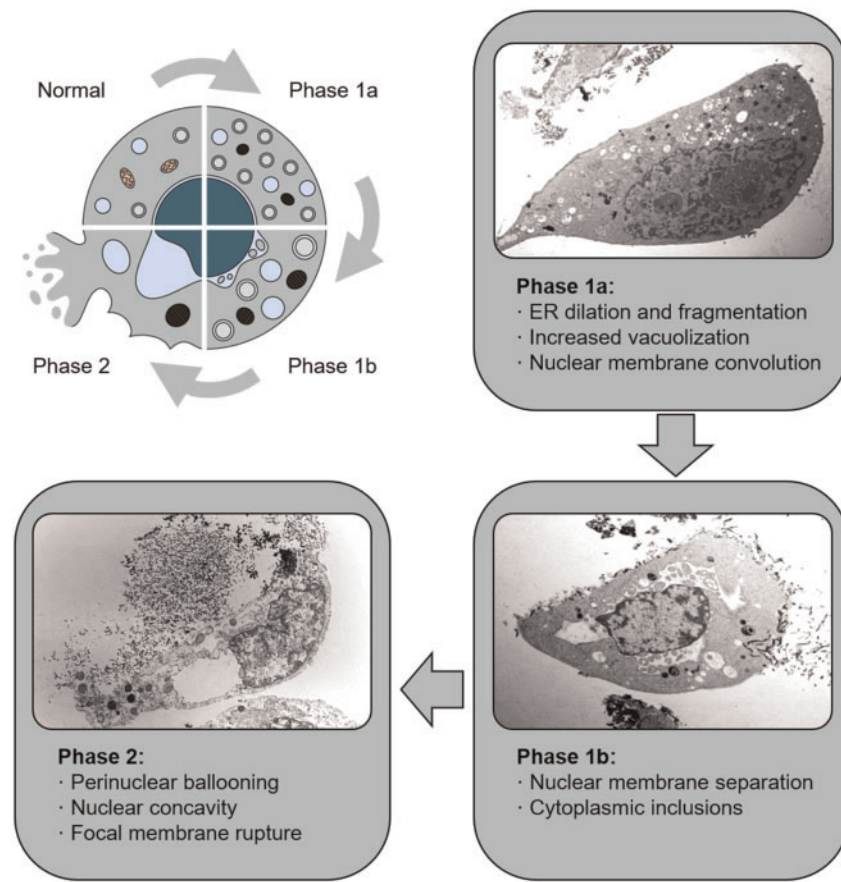 Normal
Phase 1a
Phase 2
Phase 1b
Phase 1a:
· ER dilation and fragmentation
· Increased vacuolization
· Nuclear membrane convolution
Phase 2:
· Perinuclear ballooning
· Nuclear concavity
· Focal membrane rupture
Phase 1b:
· Nuclear membrane separation
· Cytoplasmic inclusions